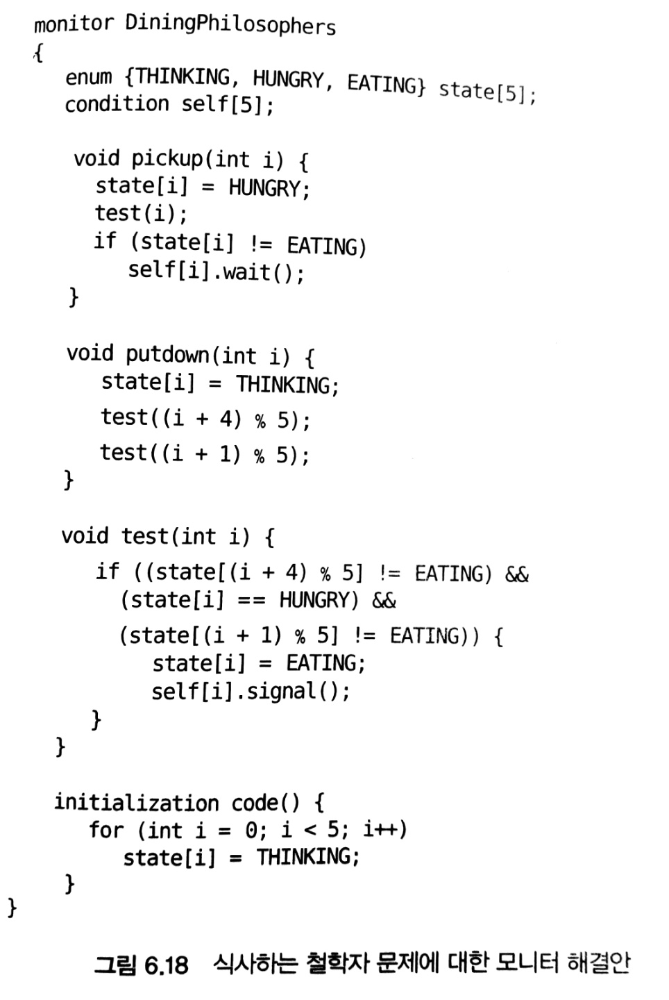 monitor DiningPhilosophers
{
enum {THINKING, HUNGRY, EATING} state[5];
condition self[5];
void pickup(int i) {
state[i] = HUNGRY;
test(i);
if (state[i] != EATING)
self[i].wait();
}
void putdown(int i) {
state[i] = THINKING;
test((i + 4) % 5);
test((i + 1) % 5);
}
void test(int i) {
if ((state[(i + 4) % 5] != EATING) &&
(state[i] == HUNGRY) &&
(state[(i + 1) % 5] != EATING)) {
state[i] = EATING;
self[i].signal();
}
}
initialization code() {
for (int i = 0; i < 5; i++)
state[i] = THINKING;
}
}
그림 6.18 식사하는 철학자 문제에 대한 모니터 해결안